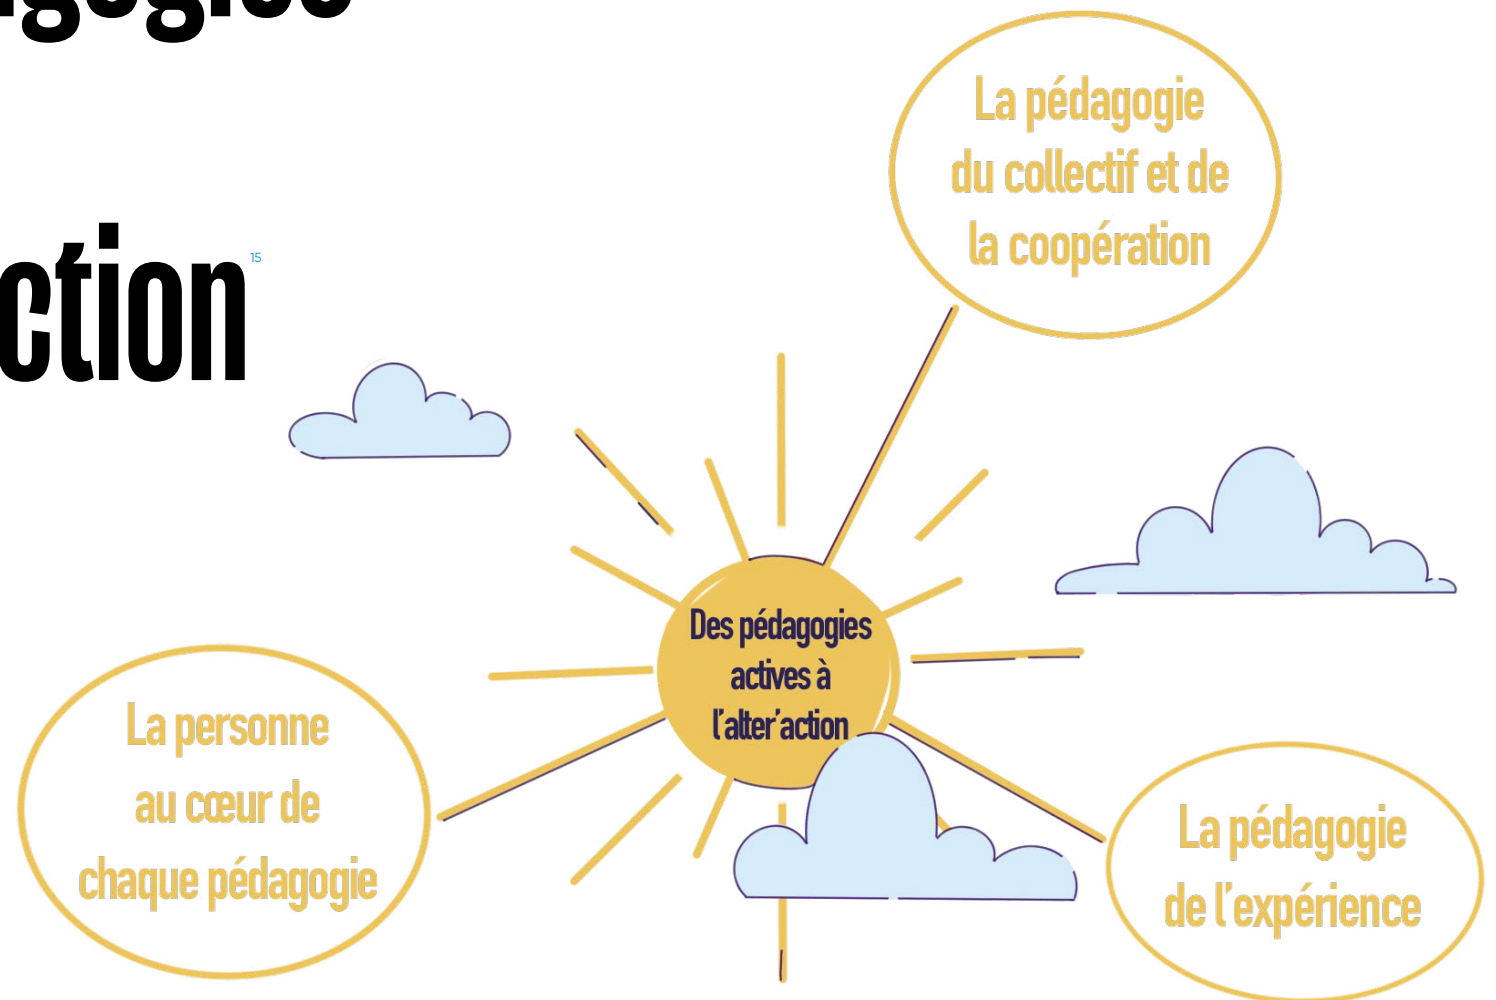 15
La pédagogie
du collectif et de
la coopération
Des pédagogies
actives à
l'alter'action
La personne
au cœur de
chaque pédagogie
La pédagogie
de l'expérience